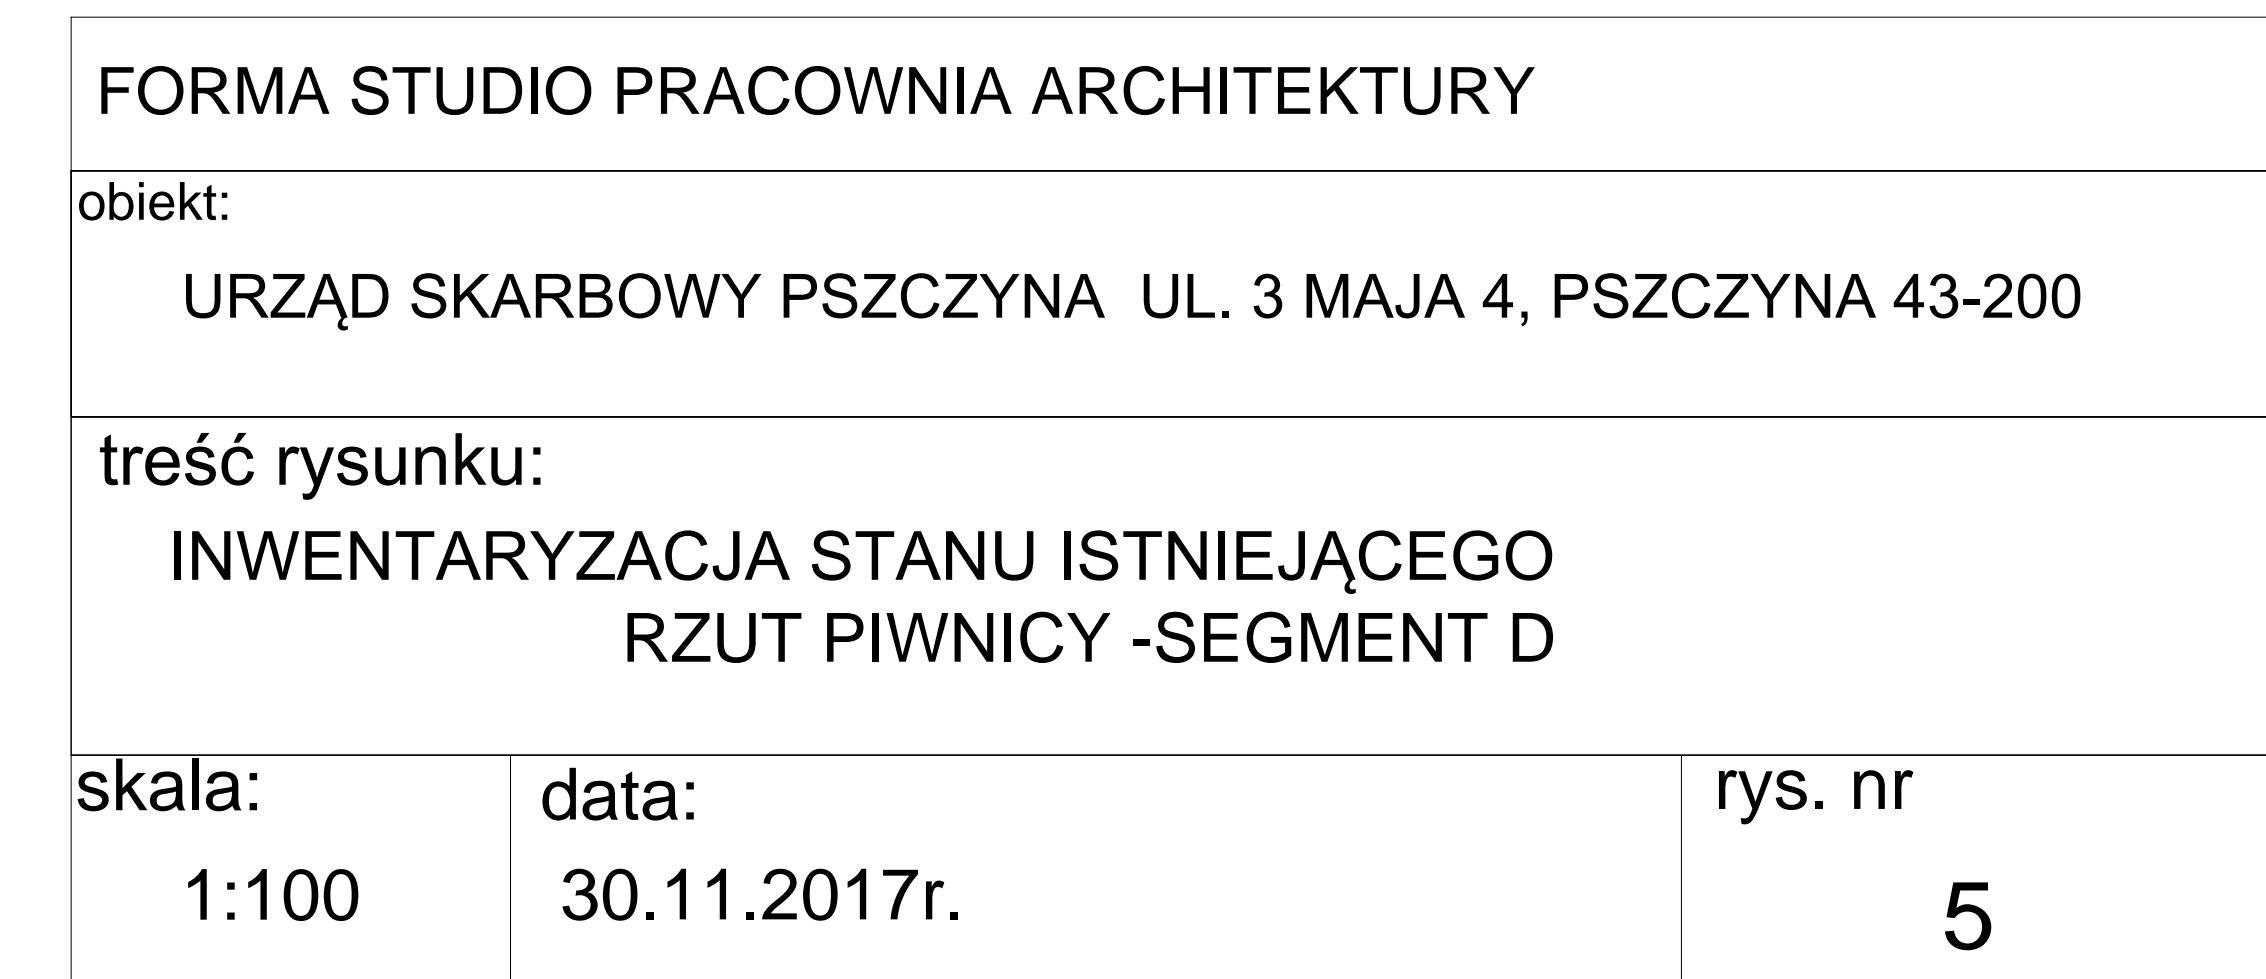 FORMA STUDIO PRACOWNIA ARCHITEKTURY
obiekt:
URZĄD SKARBOWY PSZCZYNA UL. 3 MAJA 4, PSZCZYNA 43-200
treść rysunku:
INWENTARYZACJA STANU ISTNIEJĄCEGO
RZUT PIWNICY -SEGMENT D
skala:
1:100
data:
30.11.2017r.
rys. nr
5